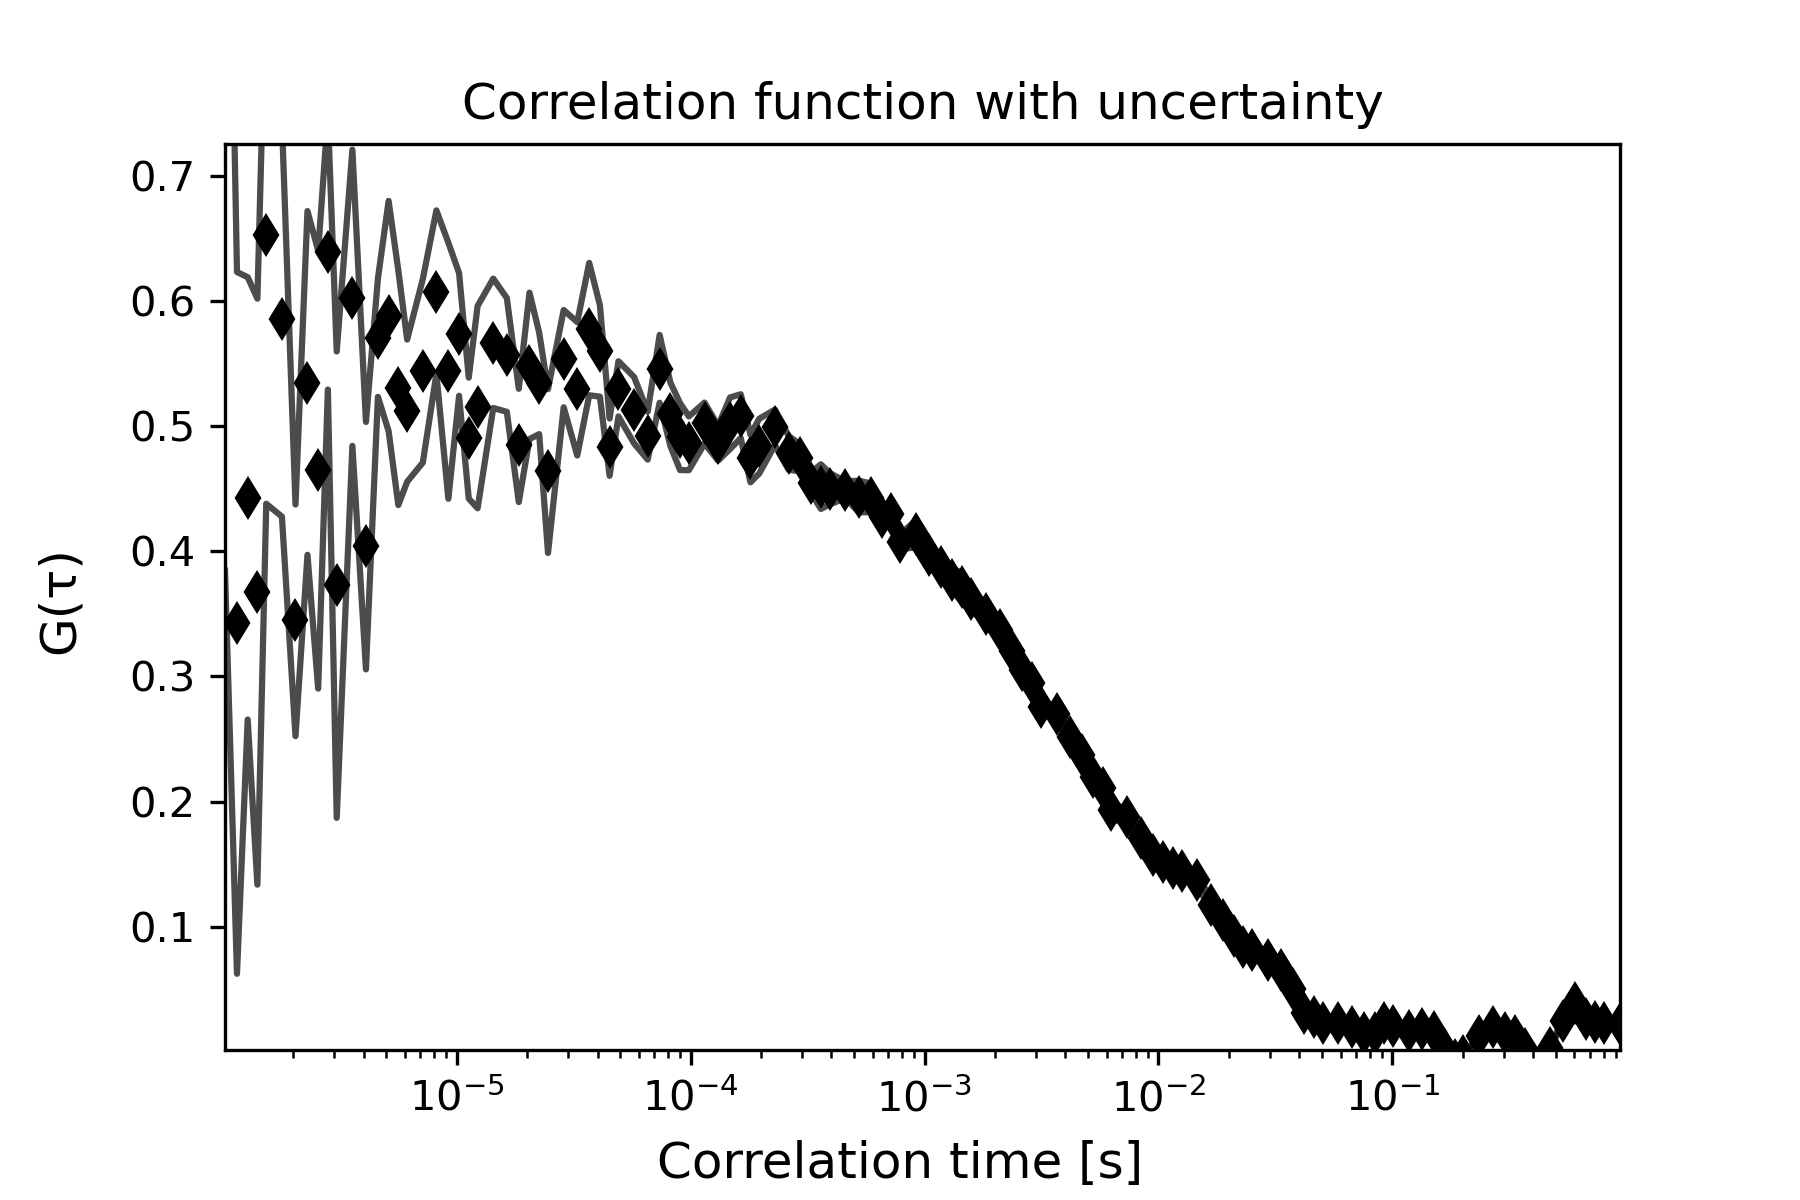 Correlation function with uncertainty
G(τ)
0.7
0.6
0.5
0.4
0.3
0.2
0.1
10⁻⁵ 10⁻⁴ 10⁻³ 10⁻² 10⁻¹
Correlation time [s]